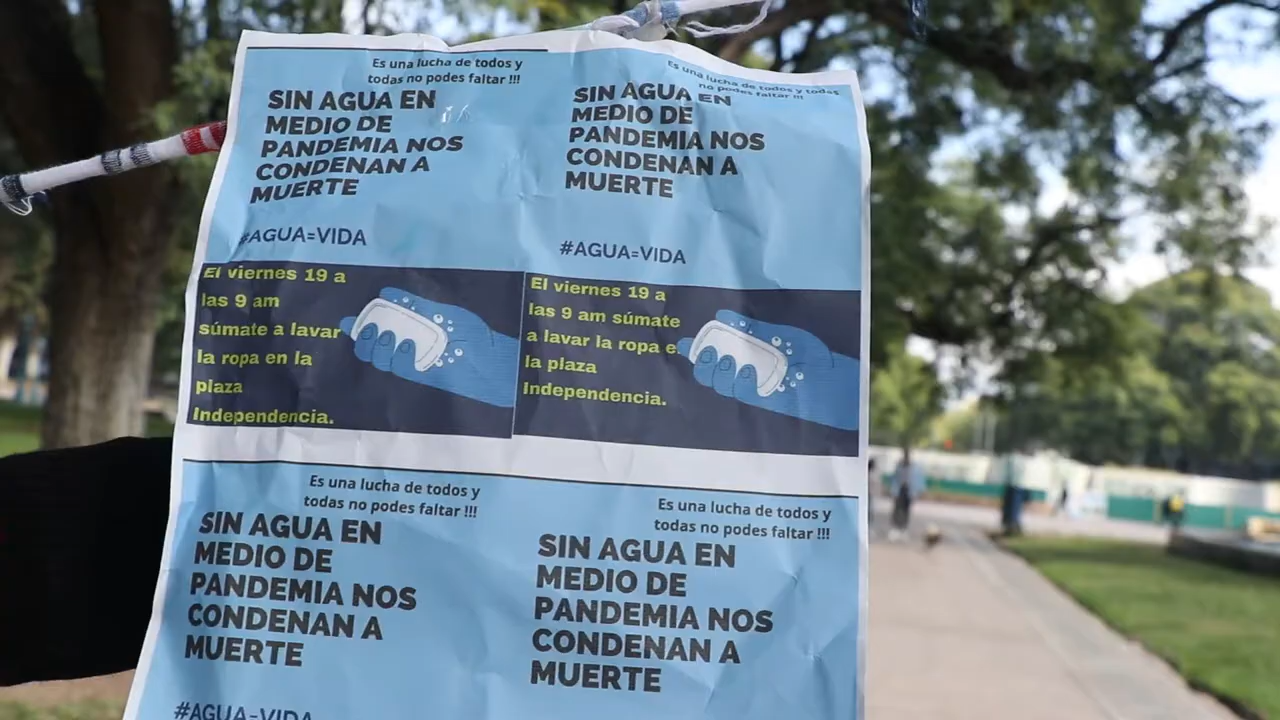 Es una lucha de todos y
todas no podes faltar !!!
SIN AGUA EN
MEDIO DE
PANDEMIA NOS
CONDENAN A
MUERTE
#AGUA=VIDA
El viernes 19 a
las 9 am
súmate a lavar
la ropa en la
plaza
Independencia.
Es una lucha de todos y todas
no podes faltar !!!
SIN AGUA EN
MEDIO DE
PANDEMIA NOS
CONDENAN A
MUERTE
#AGUA=VIDA
El viernes 19 a
las 9 am súmate
a lavar la ropa e
la plaza
Independencia.
Es una lucha de todos y
todas no podes faltar !!!
SIN AGUA EN
MEDIO DE
PANDEMIA NOS
CONDENAN A
MUERTE
#AGUA=VIDA
Es una lucha de todos y
todas no podes faltar !!!
SIN AGUA EN
MEDIO DE
PANDEMIA NOS
CONDENAN A
MUERTE